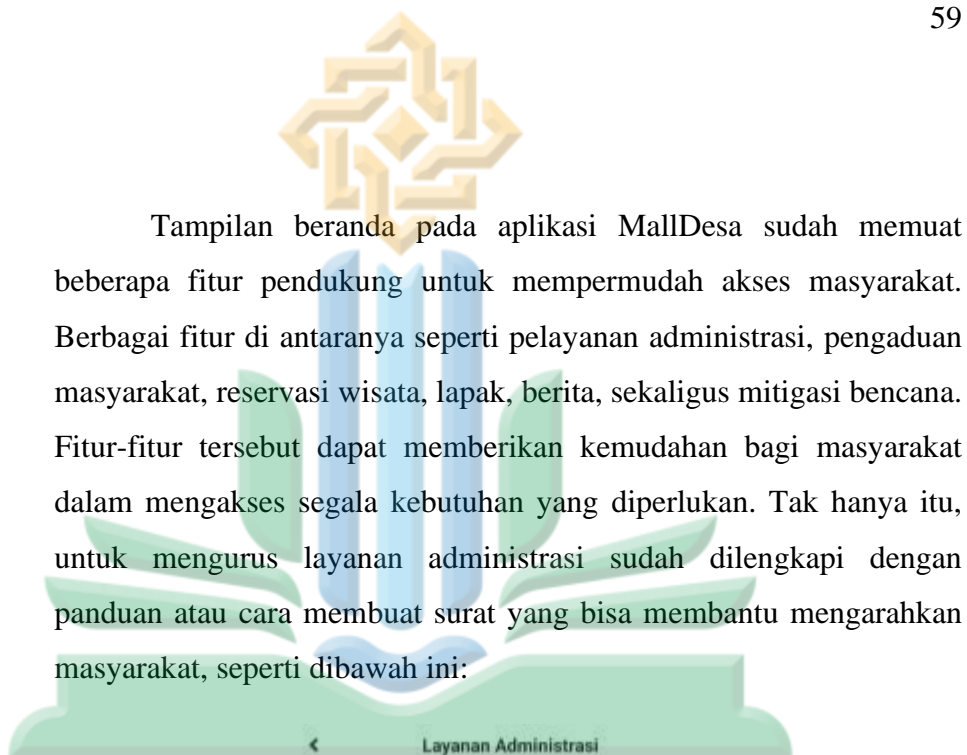 59
Tampilan beranda pada aplikasi MallDesa sudah memuat
beberapa fitur pendukung untuk mempermudah akses masyarakat.
Berbagai fitur di antaranya seperti pelayanan administrasi, pengaduan
masyarakat, reservasi wisata, lapak, berita, sekaligus mitigasi bencana.
Fitur-fitur tersebut dapat memberikan kemudahan bagi masyarakat
dalam mengakses segala kebutuhan yang diperlukan. Tak hanya itu,
untuk mengurus layanan administrasi sudah dilengkapi dengan
panduan atau cara membuat surat yang bisa membantu mengarahkan
masyarakat, seperti dibawah ini:
Layanan Administrasi